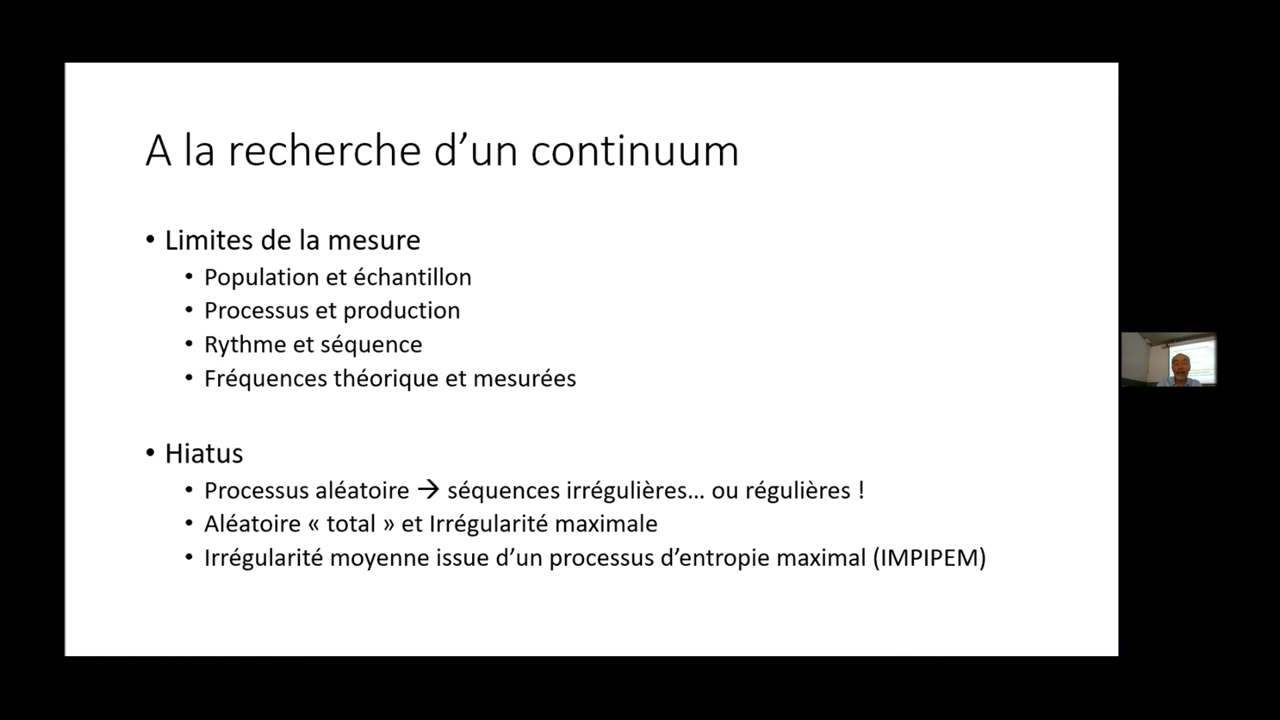 A la recherche d’un continuum
• Limites de la mesure
• Population et échantillon
• Processus et production
• Rythme et séquence
• Fréquences théorique et mesurées
• Hiatus
• Processus aléatoire → séquences irrégulières… ou régulières !
• Aléatoire « total » et Irrégularité maximale
• Irrégularité moyenne issue d’un processus d’entropie maximal (IMPIPEM)